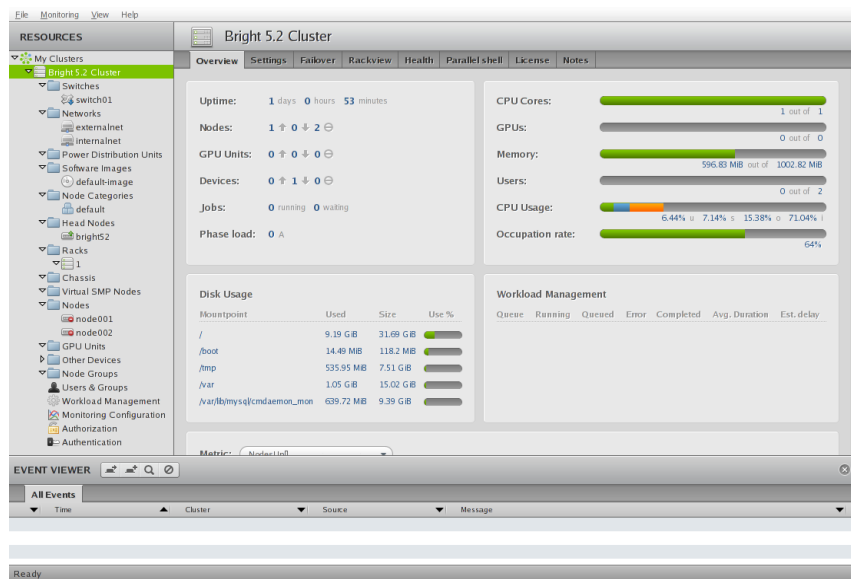 File Monitoring View Help
RESOURCES
My Clusters
Bright 5.2 Cluster
Switches
switch01
Networks
externalnet
internalnet
Power Distribution Units
Software Images
default-image
Node Categories
default
Head Nodes
bright52
Racks
1
Chassis
Virtual SMP Nodes
Nodes
node001
node002
GPU Units
Other Devices
Node Groups
Users & Groups
Workload Management
Monitoring Configuration
Authorization
Authentication
Bright 5.2 Cluster
Overview Settings Failover Rackview Health Parallel shell License Notes
Uptime: 1 days 0 hours 53 minutes
Nodes: 1 0 2
GPU Units: 0 0 0
Devices: 0 1 0
Jobs: 0 running 0 waiting
Phase load: 0 A
CPU Cores:
1 out of 1
GPUs:
0 out of 0
Memory:
596.83 MiB out of 1002.82 MiB
Users:
0 out of 2
CPU Usage:
6.44% u 7.14% s 15.38% o 71.04% i
Occupation rate:
64%
Disk Usage
Mountpoint Used Size Use %
/ 9.19 GiB 31.69 GiB
/boot 14.49 MiB 118.2 MiB
/tmp 535.95 MiB 7.51 GiB
/var 1.05 GiB 15.02 GiB
/var/lib/mysql/cmdaemon_mon 639.72 MiB 9.39 GiB
Workload Management
Queue Running Queued Error Completed Avg. Duration Est. delay
Metric: NodesUp
EVENT VIEWER
All Events
Time Cluster Source Message
Ready